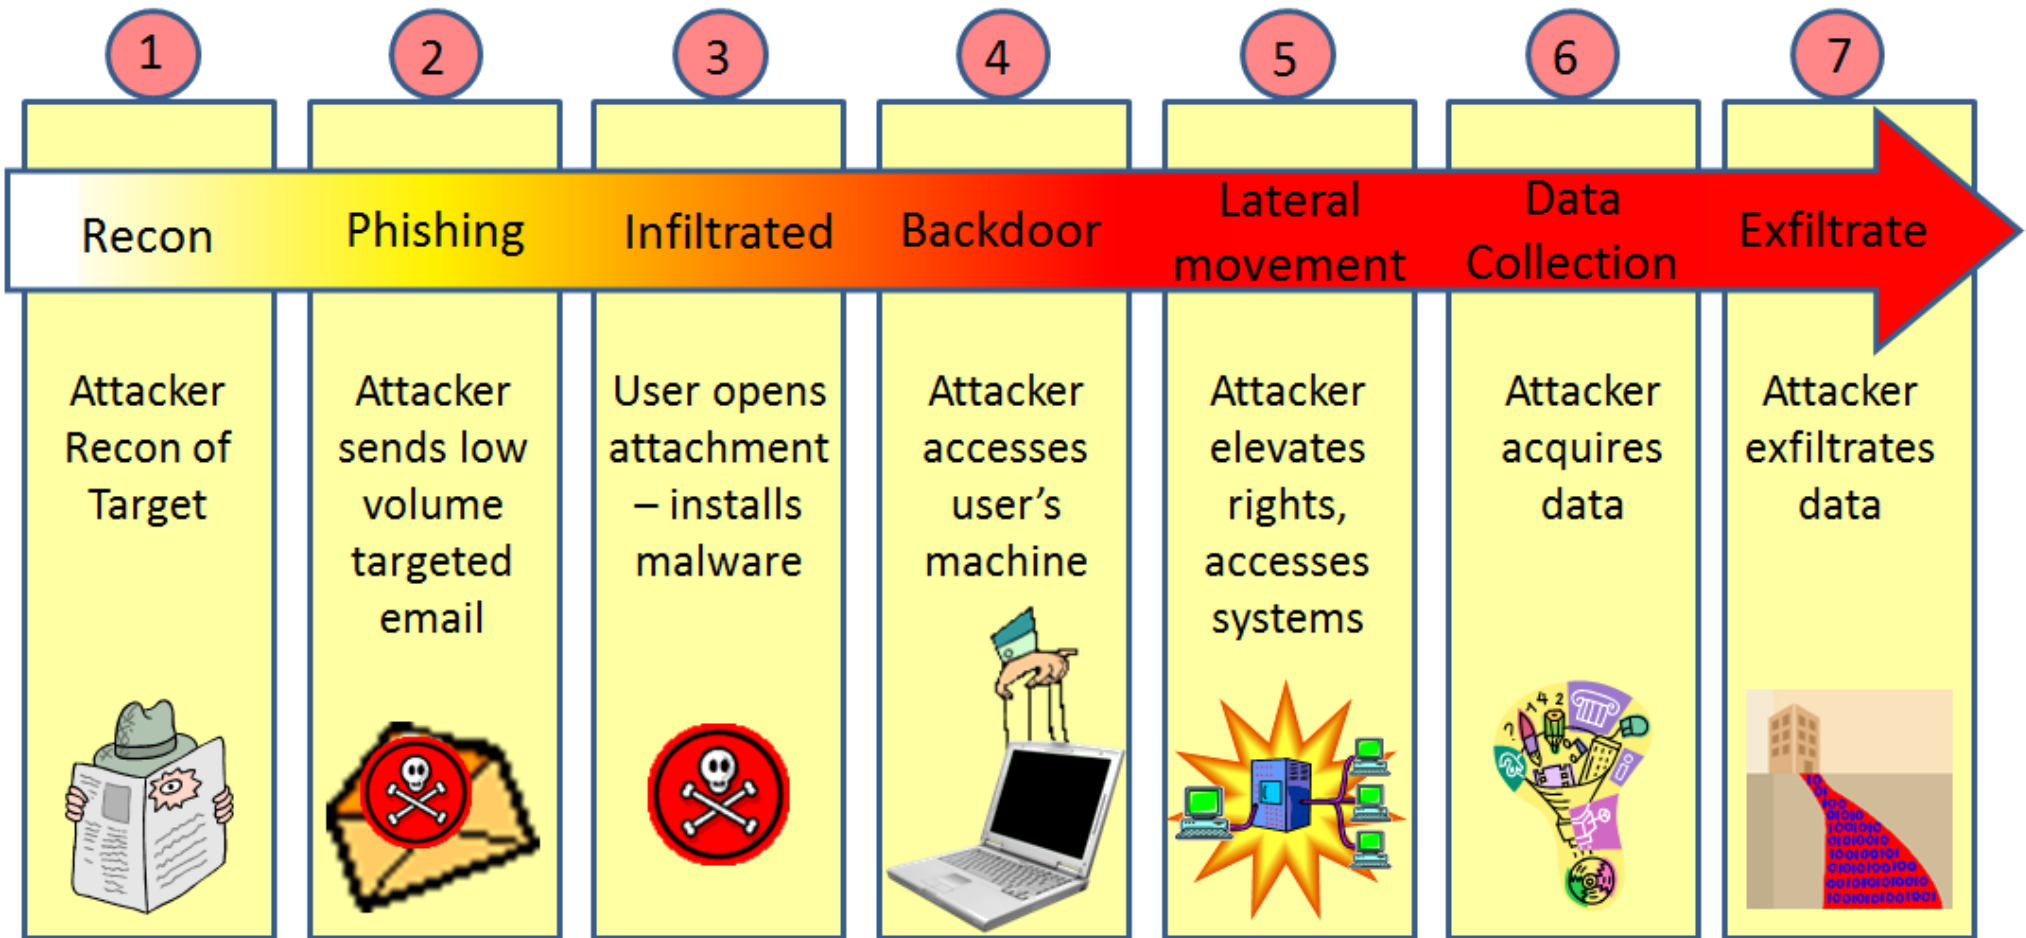 1
2
3
4
5
6
7
Recon
Phishing
Infiltrated
Backdoor
Lateral
movement
Data
Collection
Exfiltrate
Attacker
Recon of
Target
Attacker
sends low
volume
targeted
email
User opens
attachment
– installs
malware
Attacker
accesses
user’s
machine
Attacker
elevates
rights,
accesses
systems
Attacker
acquires
data
Attacker
exfiltrates
data